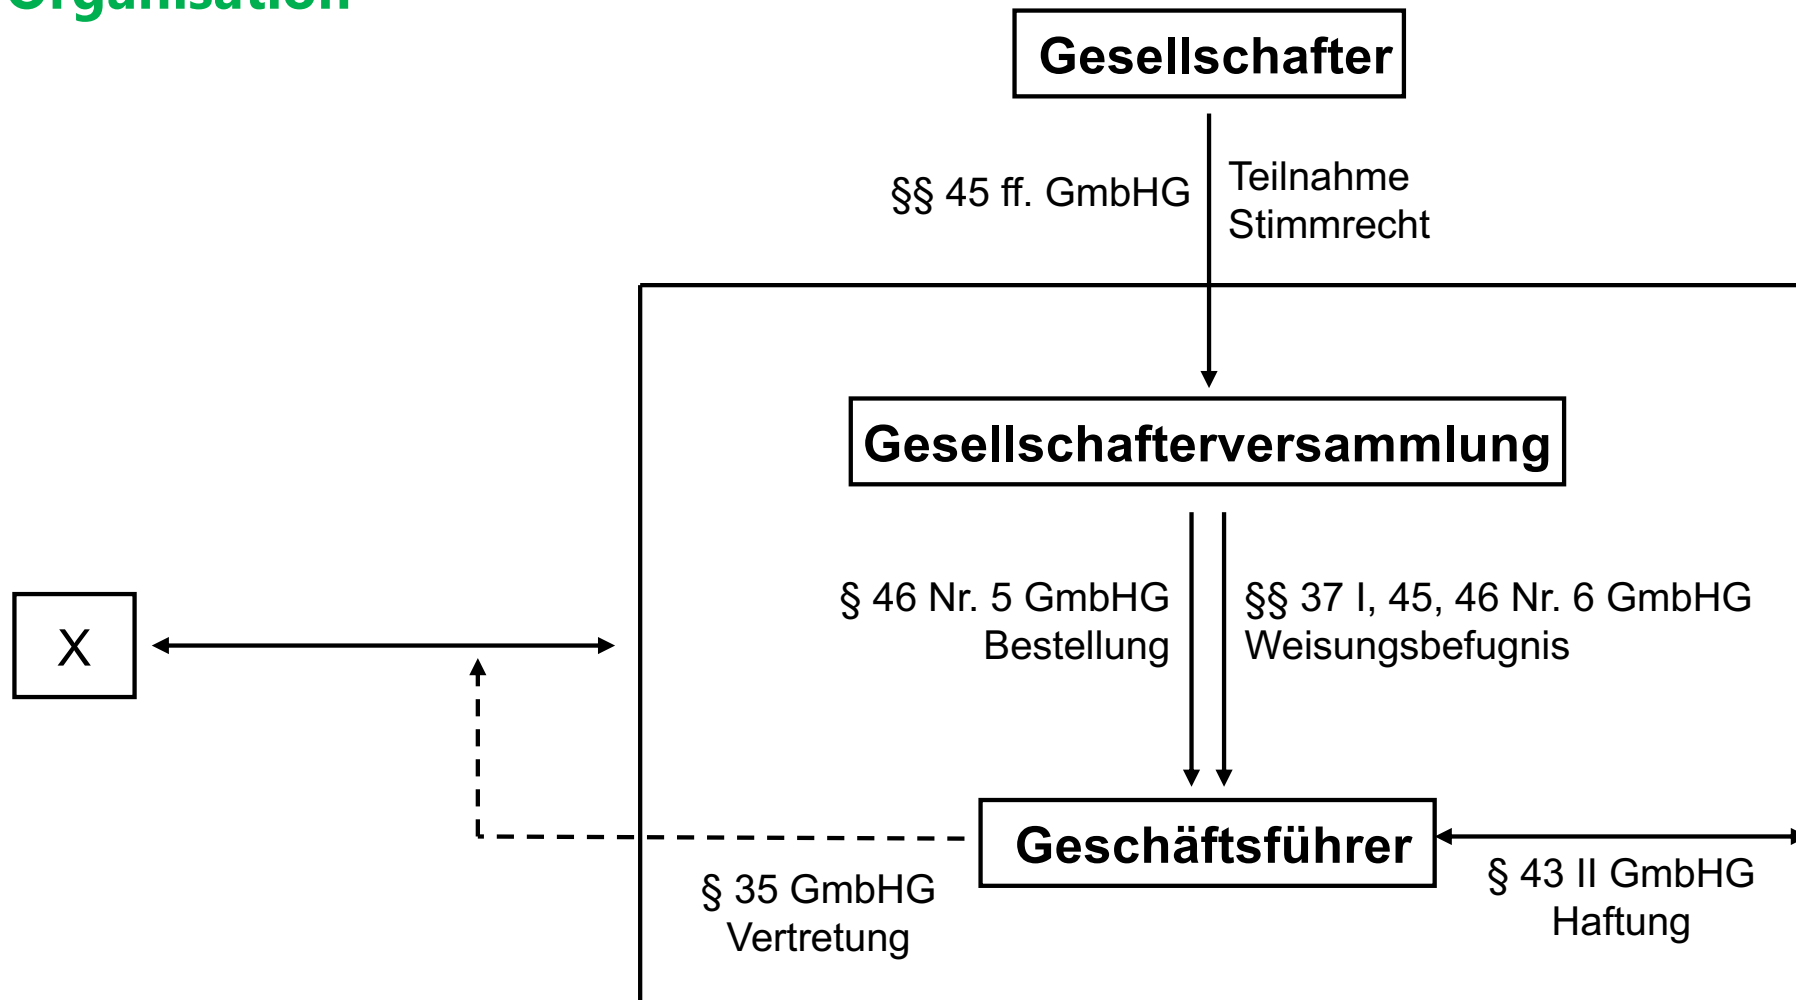 Organisation
Gesellschafter
§§ 45 ff. GmbHG
Teilnahme
Stimmrecht
Gesellschafterversammlung
§ 46 Nr. 5 GmbHG
Bestellung
§§ 37 I, 45, 46 Nr. 6 GmbHG
Weisungsbefugnis
X
Geschäftsführer
§ 35 GmbHG
Vertretung
§ 43 II GmbHG
Haftung